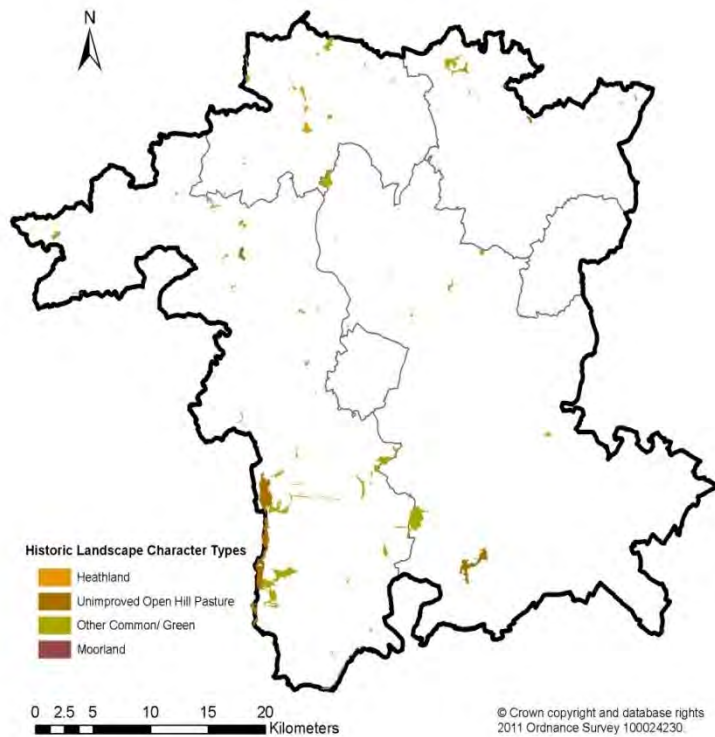 N
Historic Landscape Character Types
Heathland
Unimproved Open Hill Pasture
Other Common/ Green
Moorland
0 2.5 5 10 15 20
Kilometers
© Crown copyright and database rights
2011 Ordnance Survey 100024230.